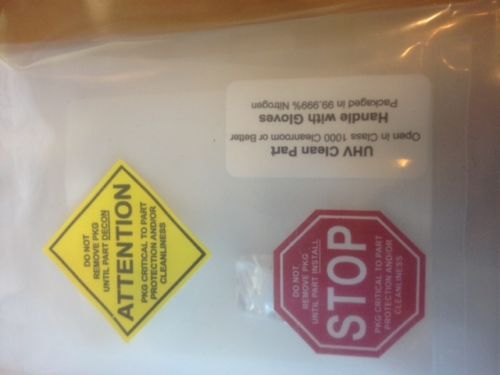 UHV Clean Part
Open in Class 1000 Cleanroom or Better
Handle with Gloves
Packaged in 99.999% Nitrogen
DO NOT
REMOVE PKG
UNTIL PART DECON
ATTENTION
PKG CRITICAL TO PART
PROTECTION AND/OR
CLEANLINESS
DO NOT
REMOVE PKG
UNTIL PART INSTALL
STOP
PKG CRITICAL TO PART
PROTECTION AND/OR
CLEANLINESS